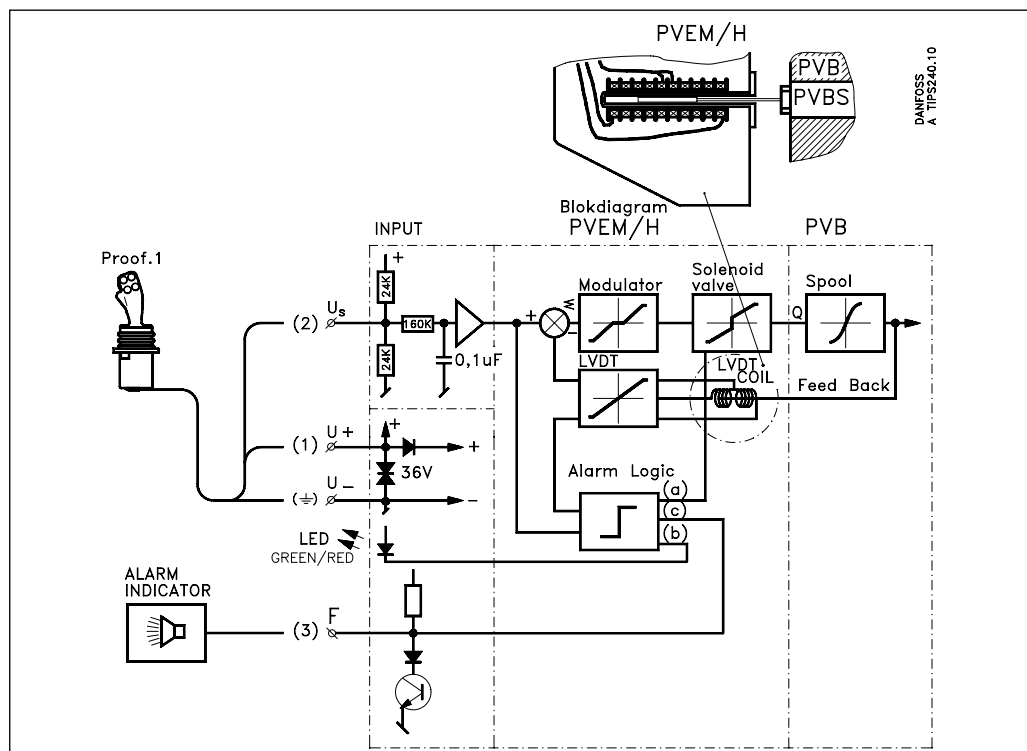 PVEM/H
PVB
PVBS
DANFOSS
A TIPS240.10
Blokdiagram
PVEM/H
PVB
INPUT
Proof.1
+
24K
(2) Us
160K
24K
0,1uF
+
W
−
Modulator
Solenoid
valve
Q
Spool
LVDT
LVDT
COIL
Feed Back
(1) U+
+
+
36V
(⏚) U−
−
Alarm Logic
(a)
(c)
(b)
LED
GREEN/RED
ALARM
INDICATOR
(3) F